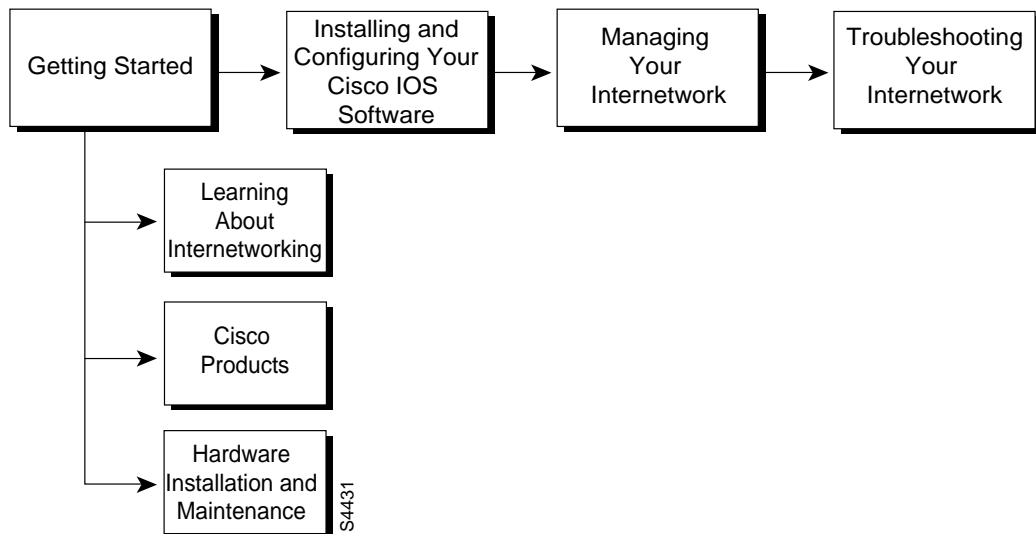 Getting Started
Installing and
Configuring Your
Cisco IOS
Software
Managing
Your
Internetwork
Troubleshooting
Your
Internetwork
Learning
About
Internetworking
Cisco
Products
Hardware
Installation and
Maintenance
S4431